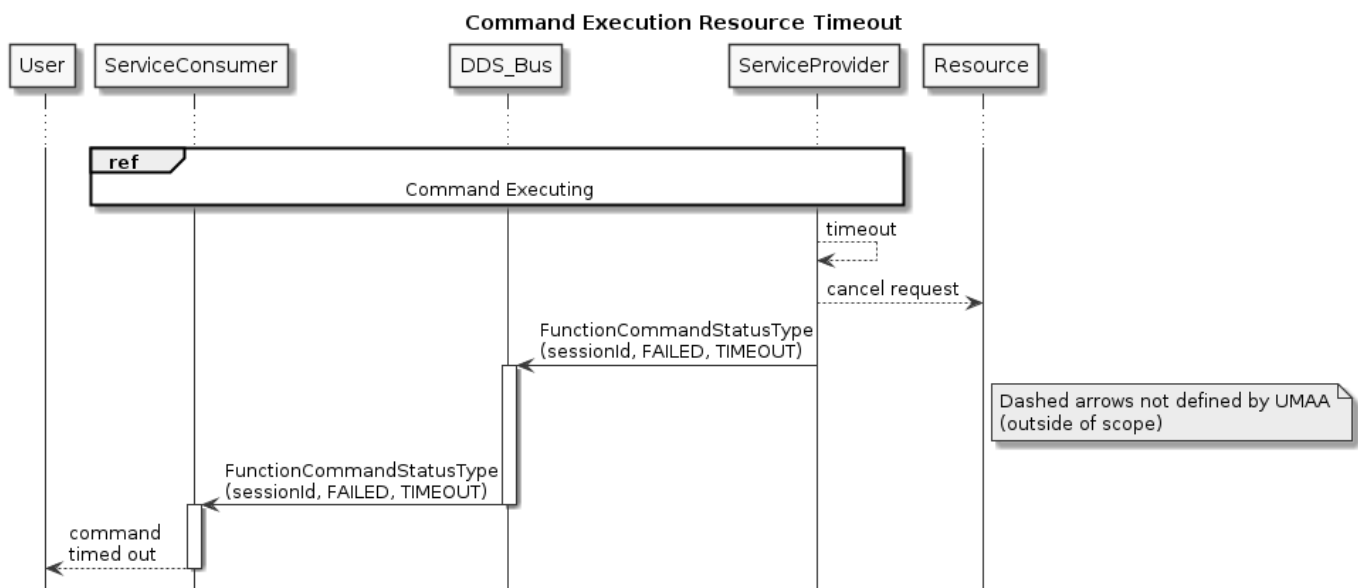 Command Execution Resource Timeout
User
ServiceConsumer
DDS_Bus
ServiceProvider
Resource
ref
Command Executing
timeout
cancel request
FunctionCommandStatusType
(sessionId, FAILED, TIMEOUT)
Dashed arrows not defined by UMAA
(outside of scope)
FunctionCommandStatusType
(sessionId, FAILED, TIMEOUT)
command
timed out